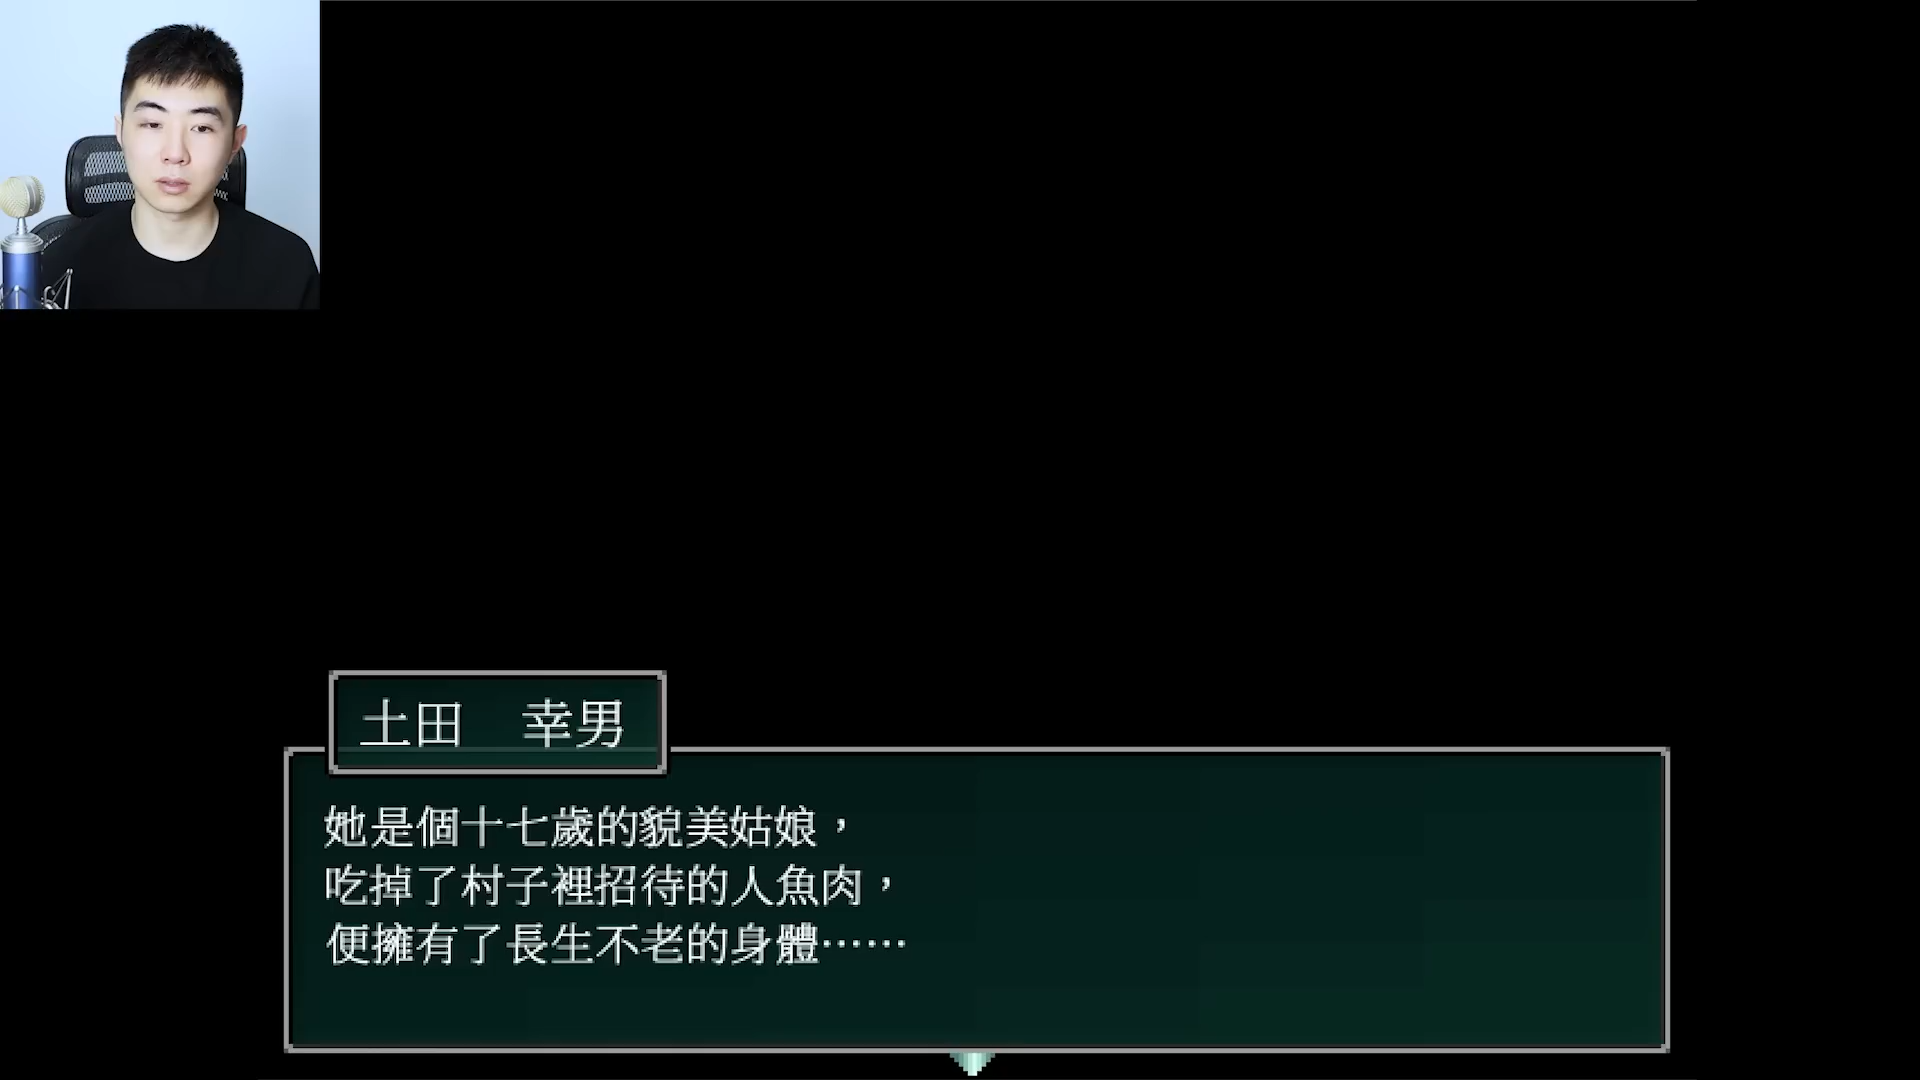 土田　幸男
她是個十七歲的貌美姑娘，
吃掉了村子裡招待的人魚肉，
便擁有了長生不老的身體……